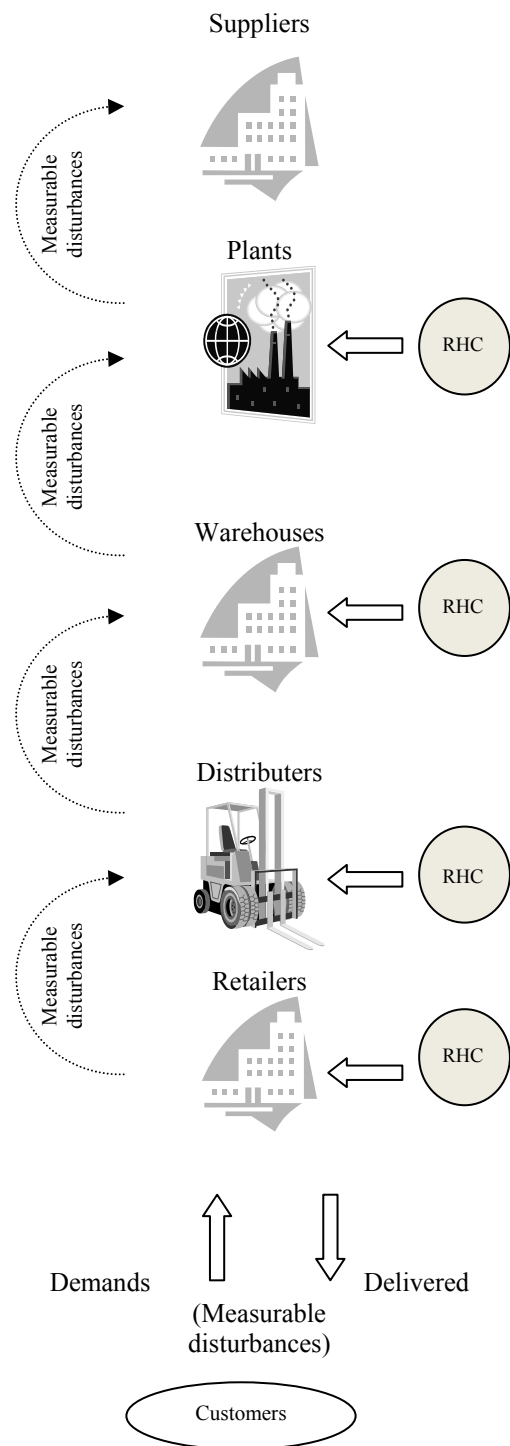 Suppliers
Measurable
disturbances
Plants
RHC
Measurable
disturbances
Warehouses
RHC
Measurable
disturbances
Distributers
RHC
Measurable
disturbances
Retailers
RHC
Demands
Delivered
(Measurable
disturbances)
Customers